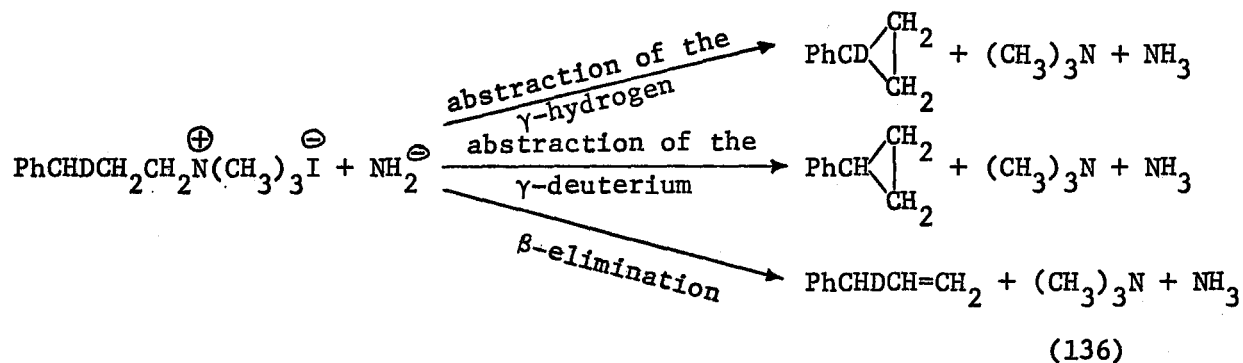 PhCD CH2 CH2 + (CH3)3N + NH3
abstraction of the
γ-hydrogen
PhCHDCH2CH2N⊕(CH3)3I⊖ + NH2⊖
abstraction of the
γ-deuterium
PhCH CH2 CH2 + (CH3)3N + NH3
β-elimination
PhCHDCH=CH2 + (CH3)3N + NH3
(136)